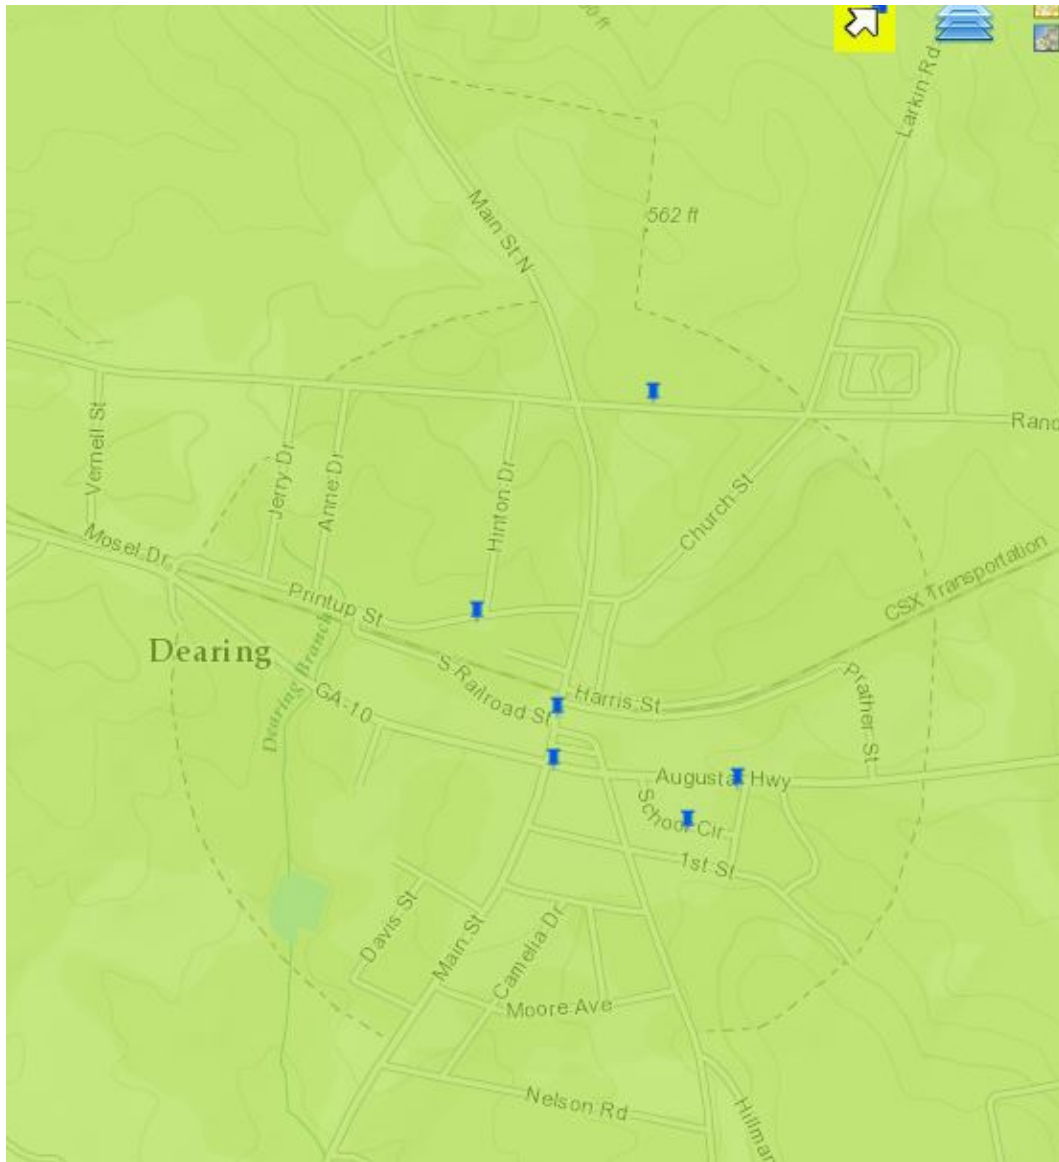 Larkin Rd
Main St N
562 ft
Vernell St
Jerry Dr
Anne Dr
Hinton Dr
Church St
Mosel Dr
Printup St
CSX Transportation
Dearing
Dearing Branch
S Railroad St
Harris St
GA-10
Prather St
Augusta Hwy
School Cir
1st St
Davis St
Main St
Camelia Dr
Moore Ave
Nelson Rd